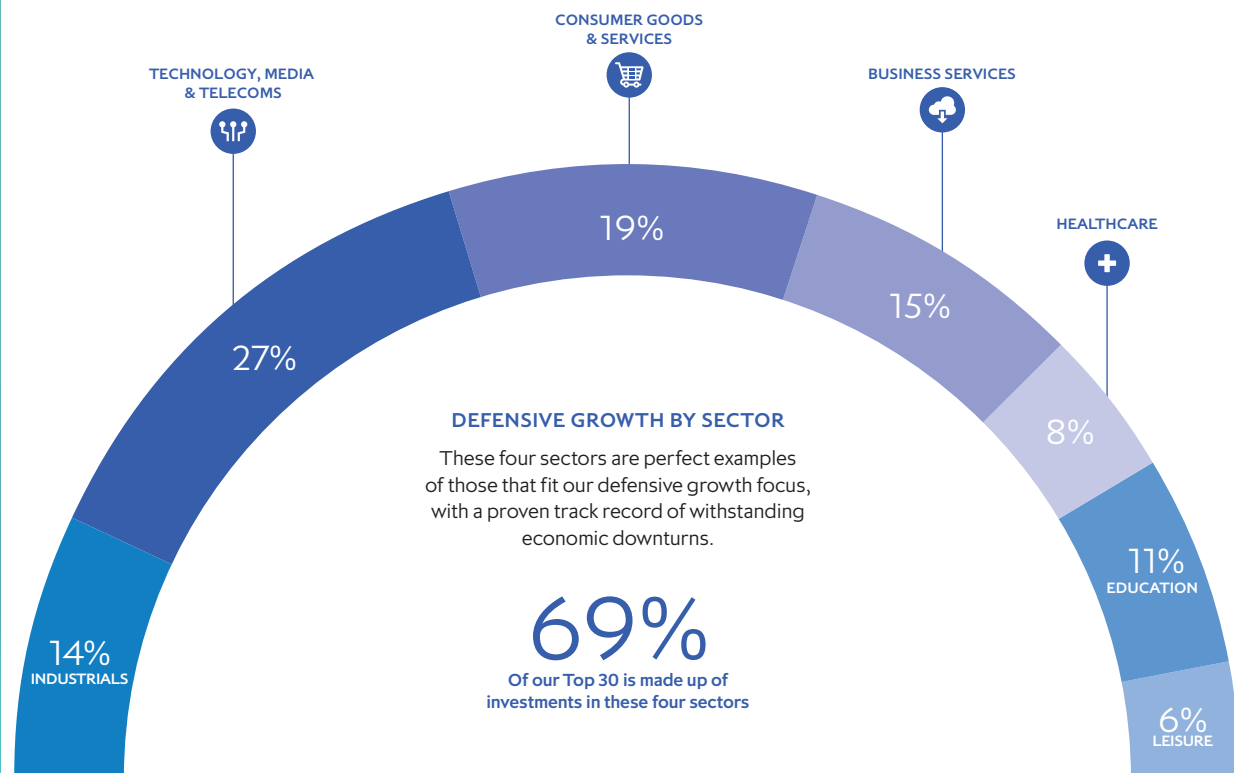 CONSUMER GOODS
& SERVICES
TECHNOLOGY, MEDIA
& TELECOMS
BUSINESS SERVICES
HEALTHCARE
19%
15%
27%
8%
DEFENSIVE GROWTH BY SECTOR
These four sectors are perfect examples
of those that fit our defensive growth focus,
with a proven track record of withstanding
economic downturns.
11%
EDUCATION
69%
Of our Top 30 is made up of
investments in these four sectors
14%
INDUSTRIALS
6%
LEISURE